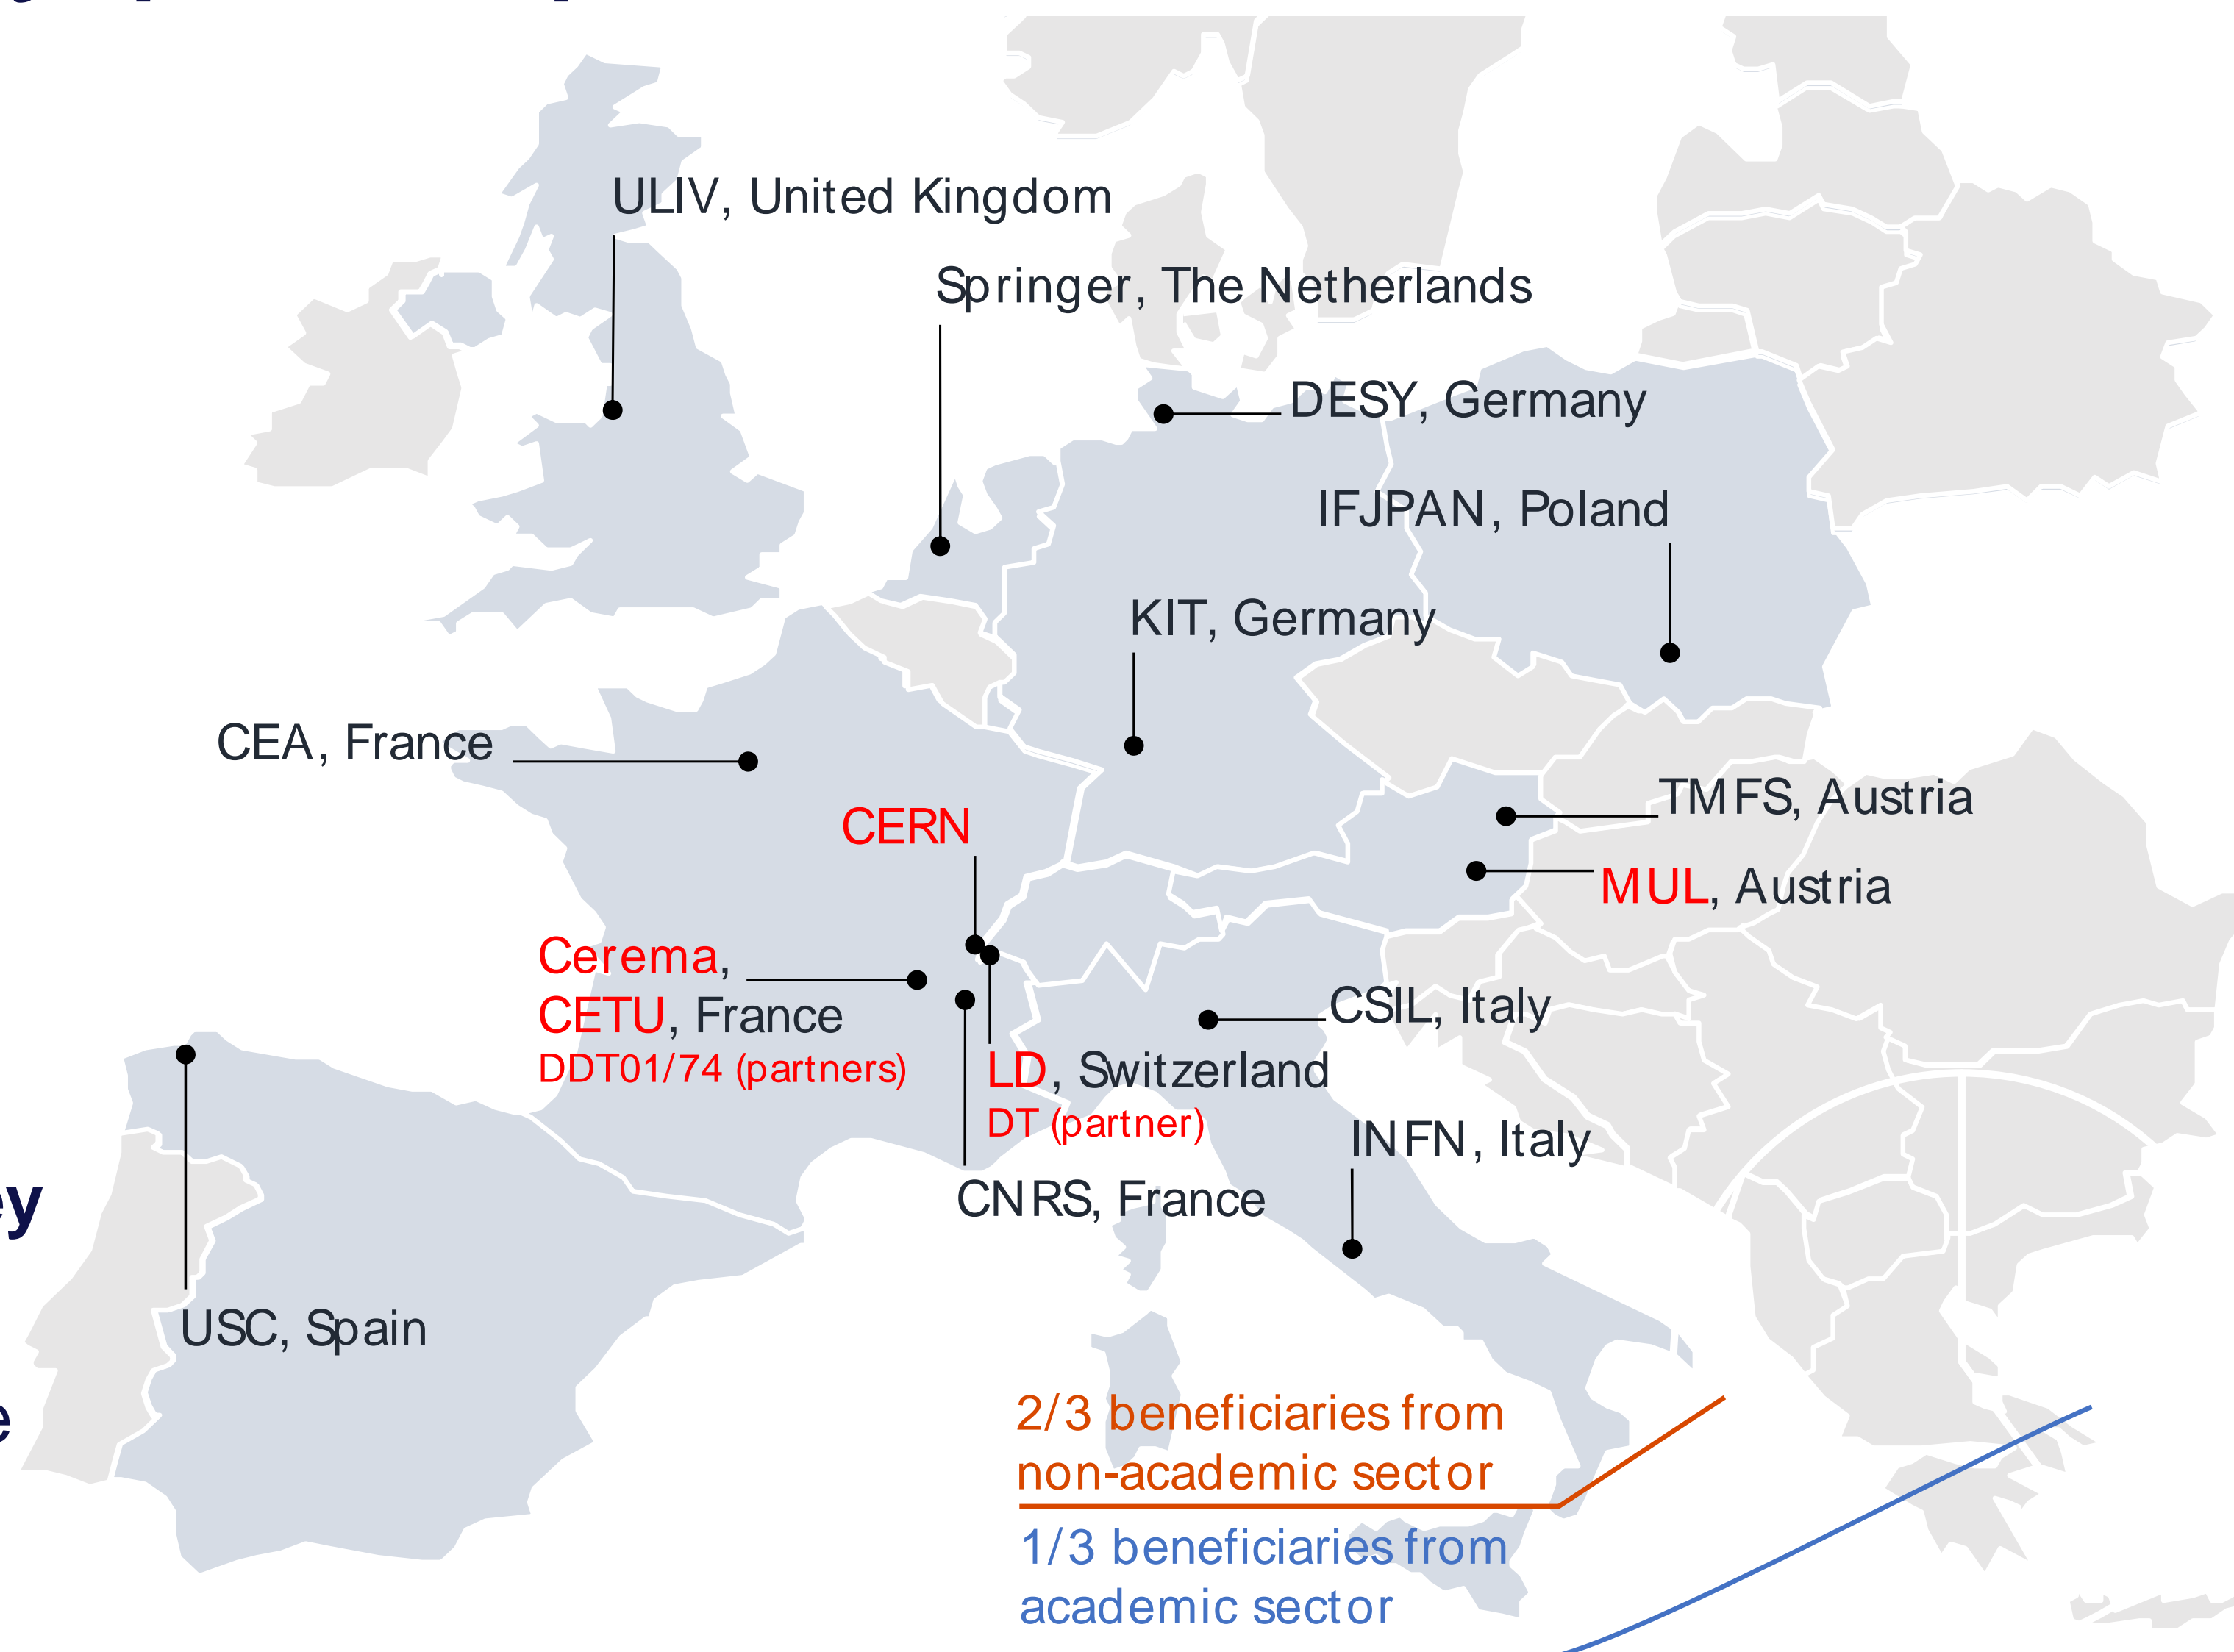 ULIV, United Kingdom
Springer, The Netherlands
DESY, Germany
IFJPAN, Poland
KIT, Germany
CEA, France
TMFS, Austria
CERN
MUL, Austria
Cerema,
CETU, France
DDT01/74 (partners)
CSIL, Italy
LD, Switzerland
DT (partner)
INFN, Italy
CNRS, France
USC, Spain
2/3 beneficiaries from
non-academic sector
1/3 beneficiaries from
academic sector